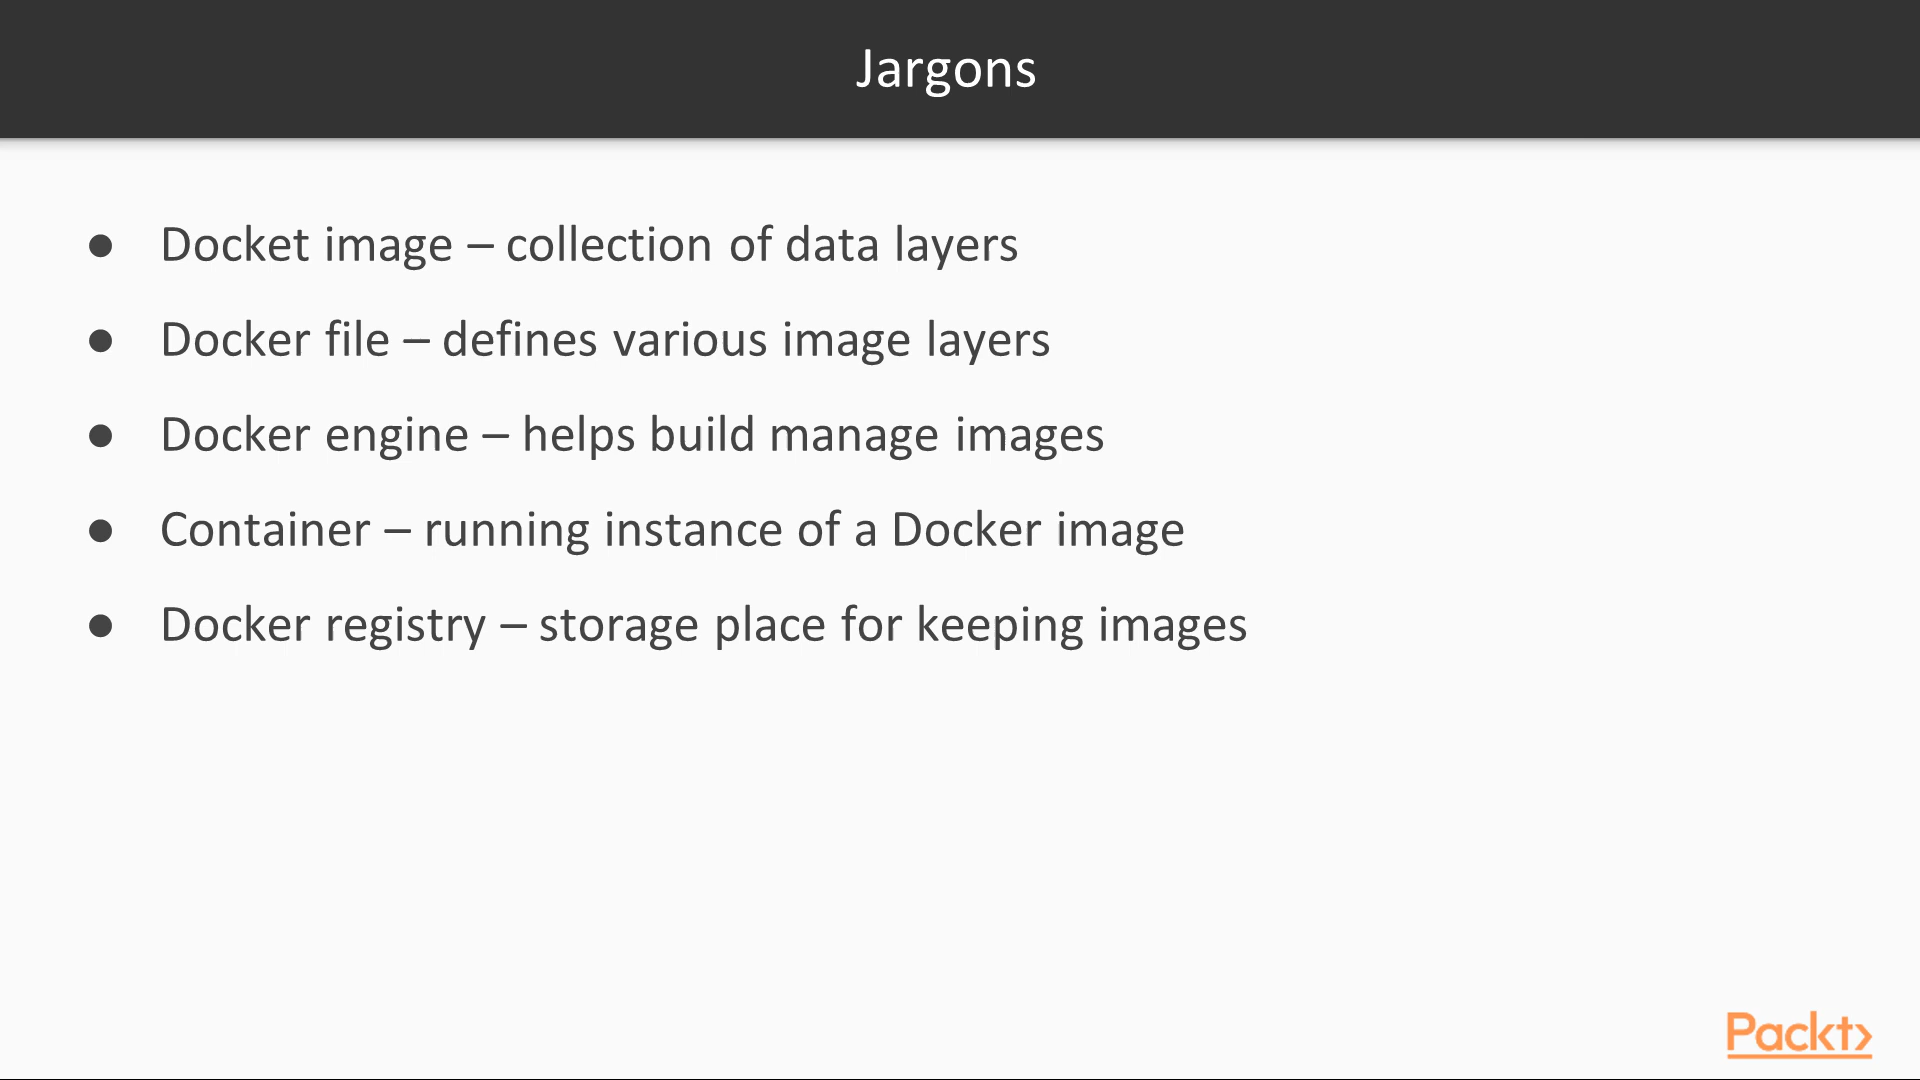 Jargons
● Docket image – collection of data layers
● Docker file – defines various image layers
● Docker engine – helps build manage images
● Container – running instance of a Docker image
● Docker registry – storage place for keeping images
Packt>